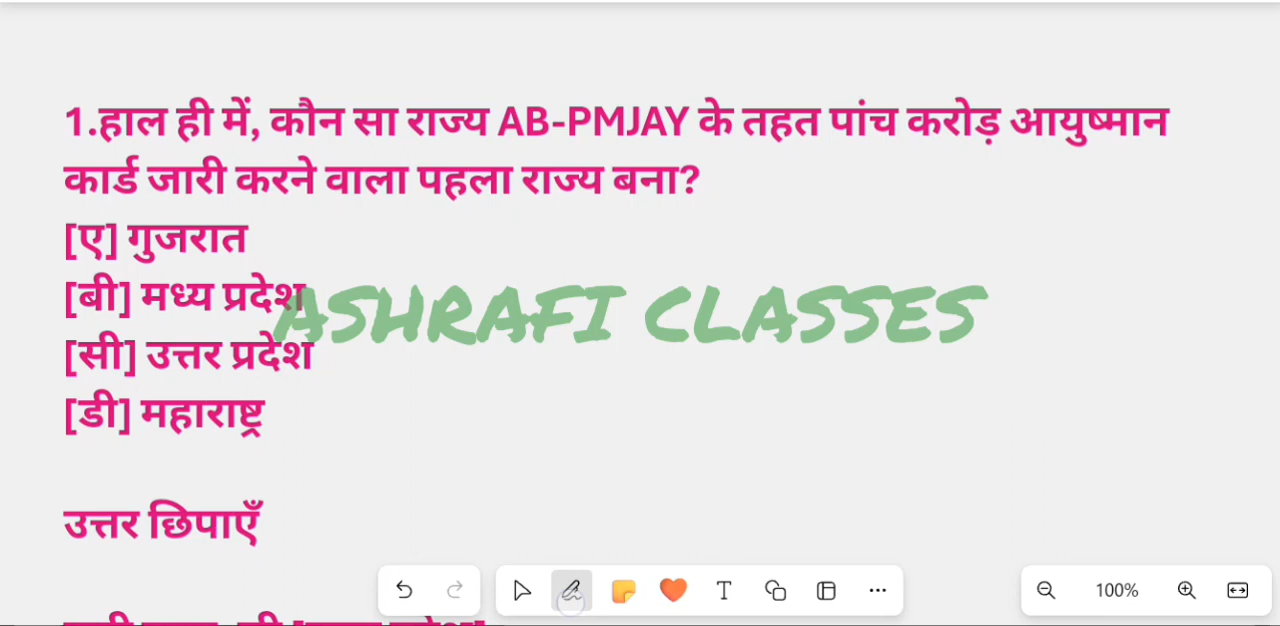 1.हाल ही में, कौन सा राज्य AB-PMJAY के तहत पांच करोड़ आयुष्मान
कार्ड जारी करने वाला पहला राज्य बना?
[ए] गुजरात
[बी] मध्य प्रदेश
ASHRAFI CLASSES
[सी] उत्तर प्रदेश
[डी] महाराष्ट्र
उत्तर छिपाएँ
T
100%